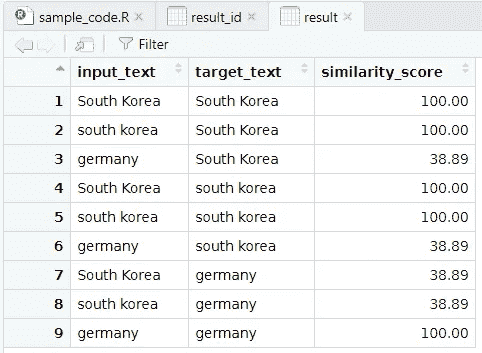 sample_code.R result_id result
Filter
input_text target_text similarity_score
1 South Korea South Korea 100.00
2 south korea South Korea 100.00
3 germany South Korea 38.89
4 South Korea south korea 100.00
5 south korea south korea 100.00
6 germany south korea 38.89
7 South Korea germany 38.89
8 south korea germany 38.89
9 germany germany 100.00